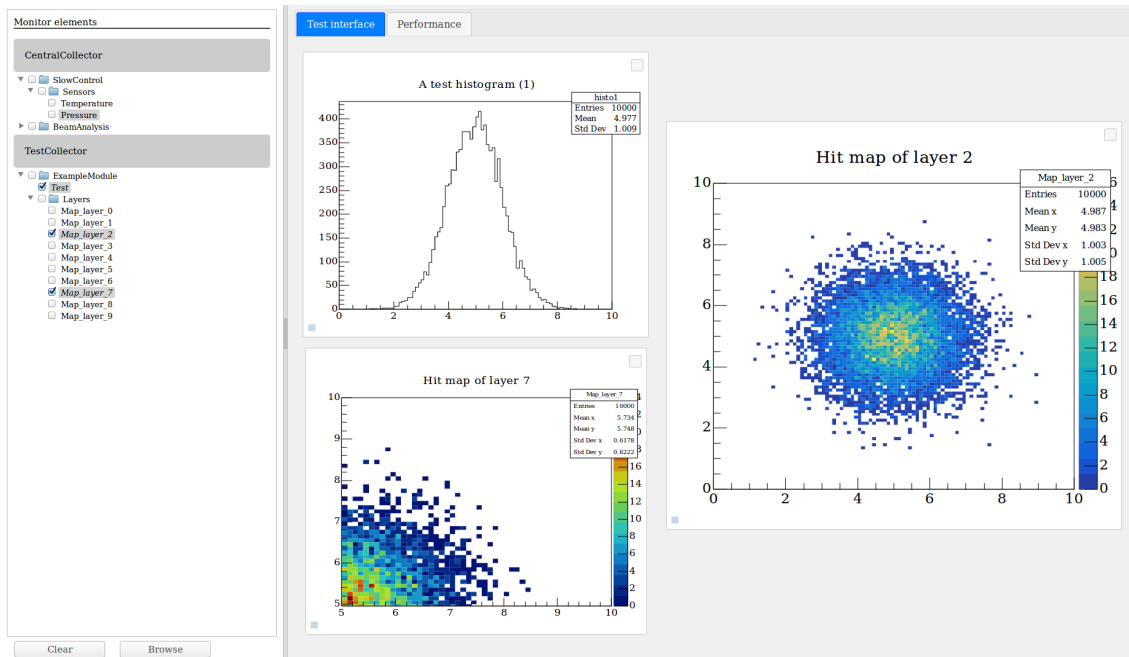 Monitor elements
CentralCollector
SlowControl
Sensors
Temperature
Pressure
BeamAnalysis
TestCollector
ExampleModule
Test
Layers
Map_layer_0
Map_layer_1
Map_layer_2
Map_layer_3
Map_layer_4
Map_layer_5
Map_layer_6
Map_layer_7
Map_layer_8
Map_layer_9
Clear Browse
Test interface Performance
A test histogram (1)
histo1
Entries 10000
Mean 4.977
Std Dev 1.009
400
350
300
250
200
150
100
50
0
0 2 4 6 8 10
Hit map of layer 7
Map_layer_7
Entries 10000
Mean x 5.734
Mean y 5.748
Std Dev x 0.6178
Std Dev y 0.6222
10
9
8
7
6
5
5 6 7 8 9 10
16
14
12
10
8
6
4
2
0
Hit map of layer 2
Map_layer_2
Entries 10000
Mean x 4.987
Mean y 4.983
Std Dev x 1.003
Std Dev y 1.005
10
8
6
4
2
0
0 2 4 6 8 10
18
16
14
12
10
8
6
4
2
0